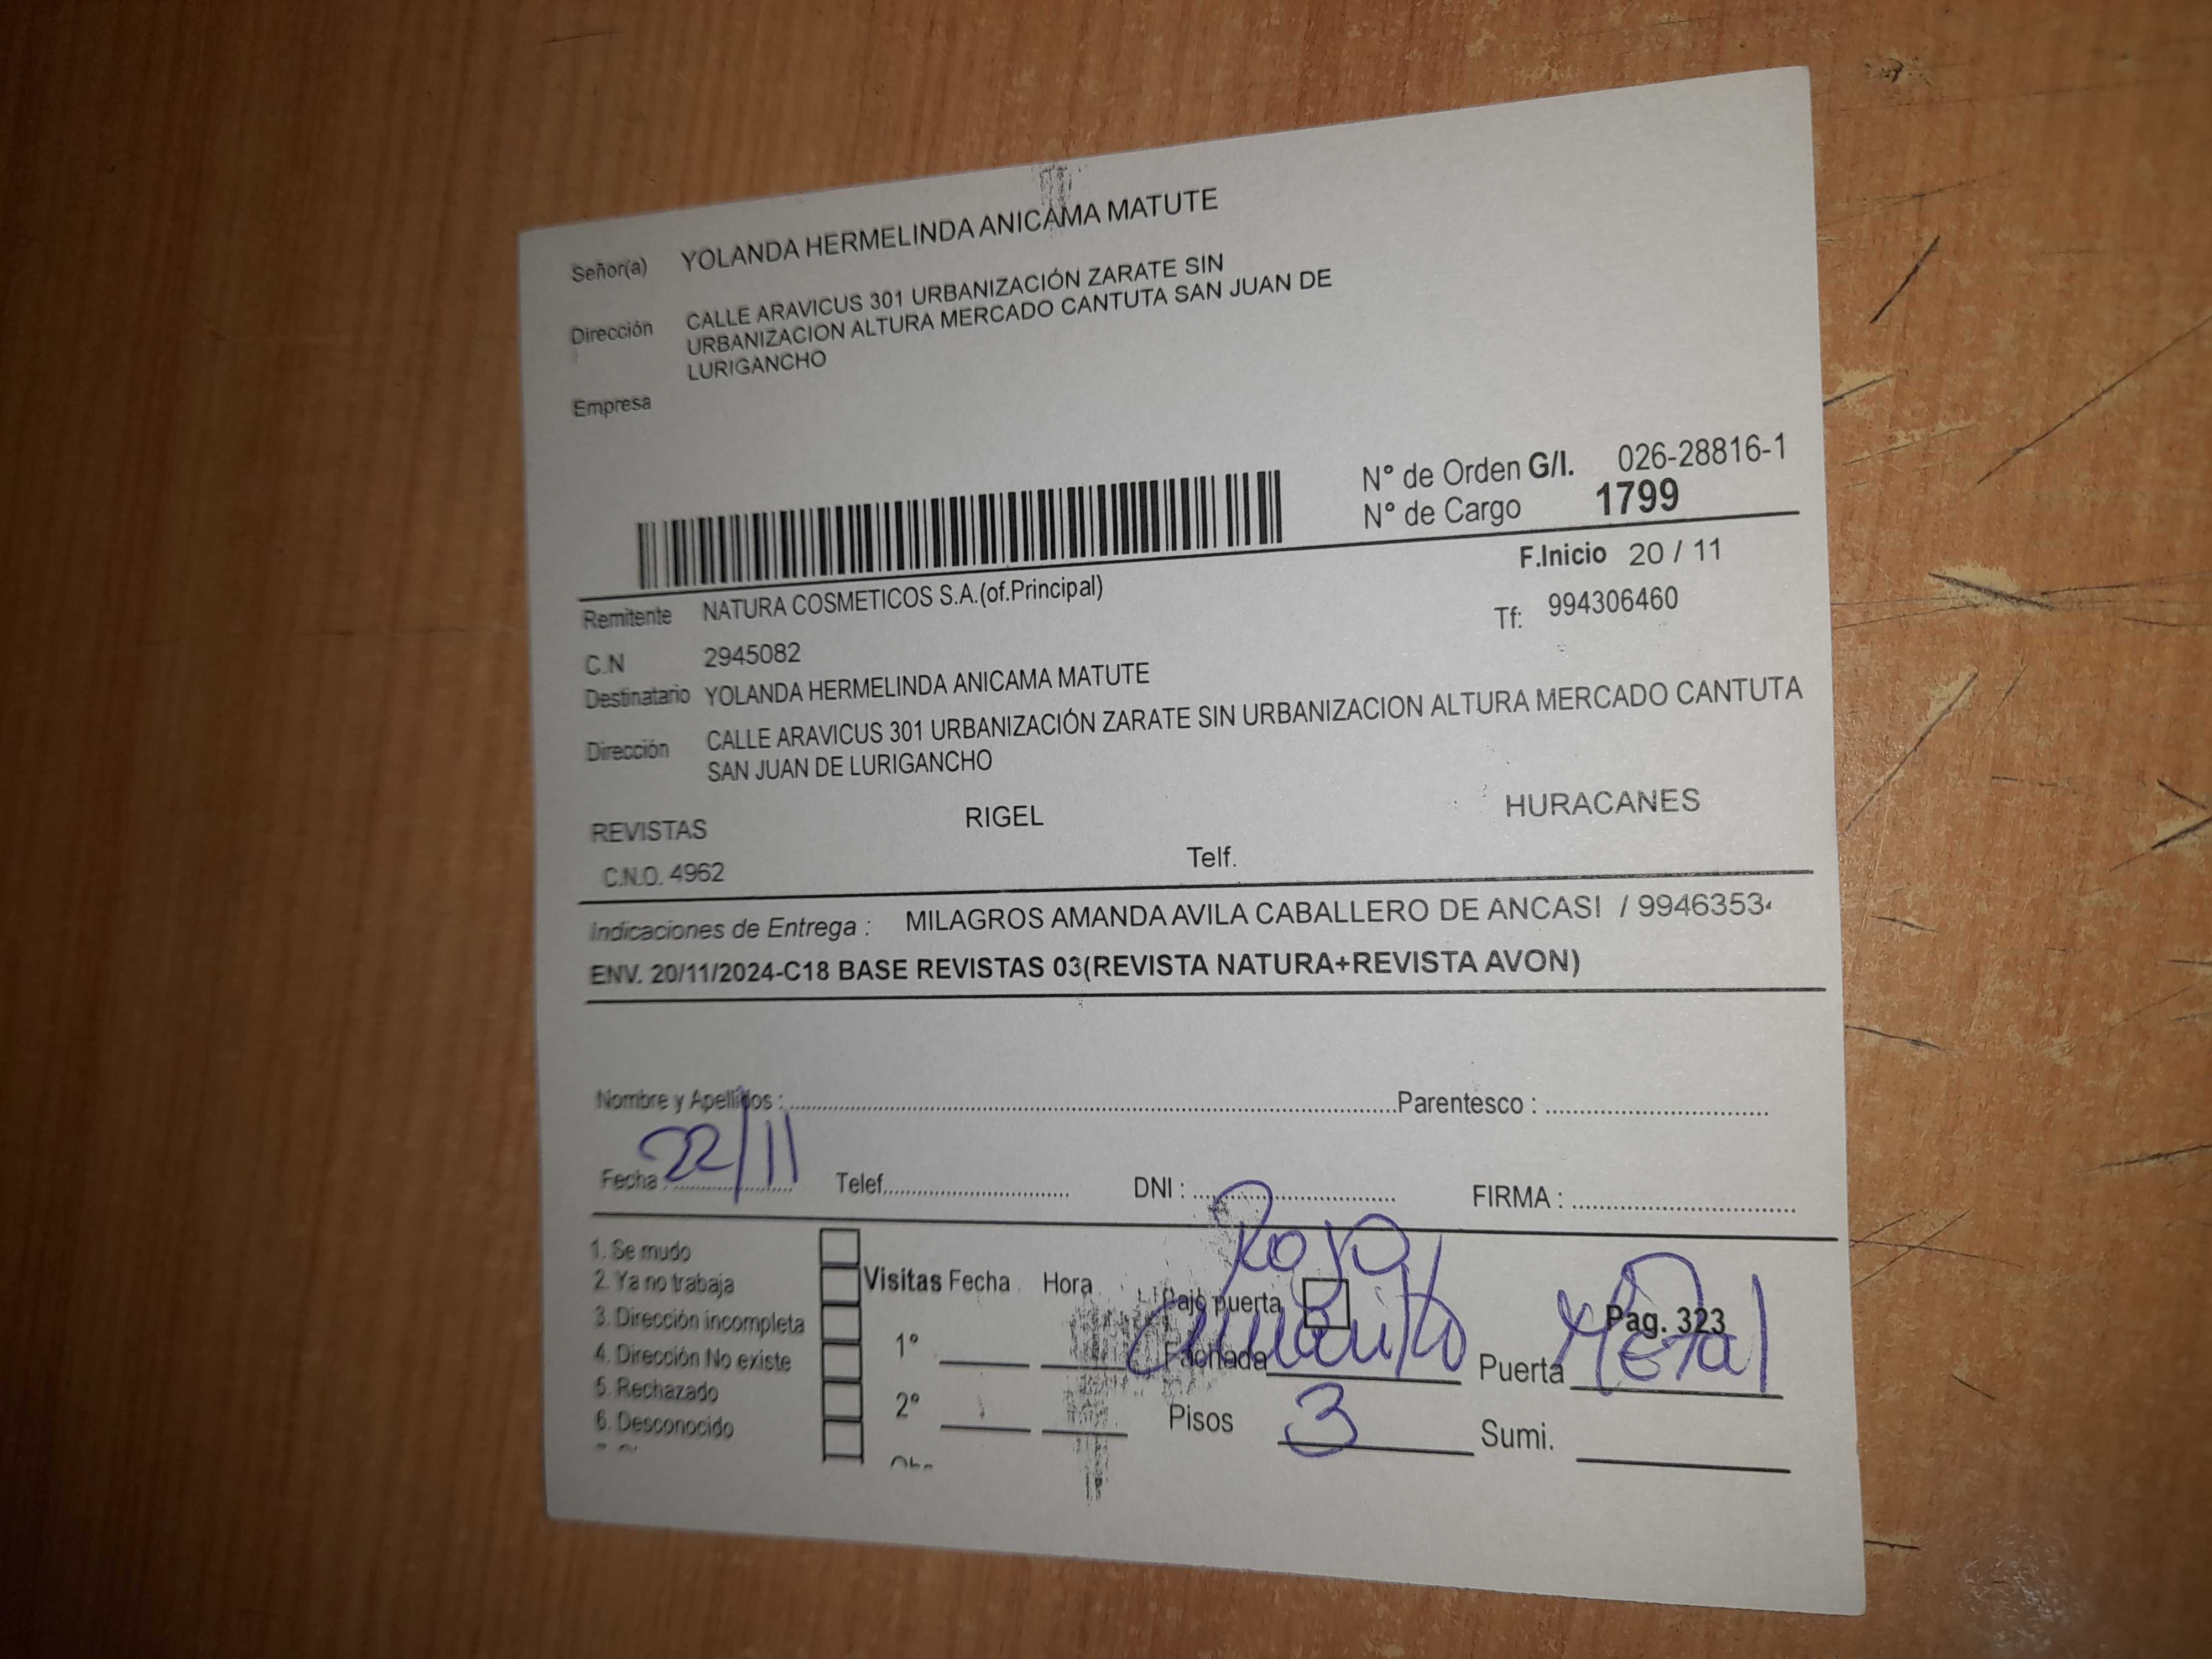 Señor(a) YOLANDA HERMELINDA ANICAMA MATUTE
Dirección : CALLE ARAVICUS 301 URBANIZACIÓN ZARATE SIN
URBANIZACION ALTURA MERCADO CANTUTA SAN JUAN DE
LURIGANCHO
Empresa
N° de Orden G/I. 026-28816-1
N° de Cargo 1799
F.Inicio 20 / 11
Remitente NATURA COSMETICOS S.A.(of.Principal)
Tf: 994306460
C.N 2945082
Destinatario YOLANDA HERMELINDA ANICAMA MATUTE
Dirección CALLE ARAVICUS 301 URBANIZACIÓN ZARATE SIN URBANIZACION ALTURA MERCADO CANTUTA
SAN JUAN DE LURIGANCHO
REVISTAS RIGEL HURACANES
C.N.O. 4962 Telf.
Indicaciones de Entrega : MILAGROS AMANDA AVILA CABALLERO DE ANCASI / 9946353
ENV. 20/11/2024-C18 BASE REVISTAS 03(REVISTA NATURA+REVISTA AVON)
Nombre y Apellidos : Parentesco :
Fecha : 22/11 Telef. DNI : FIRMA :
1. Se mudo
2. Ya no trabaja
3. Dirección incompleta
4. Dirección No existe
5. Rechazado
6. Desconocido
Visitas Fecha Hora
1°
2°
Bajo puerta
Fachada
Puerta Metal
Pag. 323
Pisos 3
Sumi.